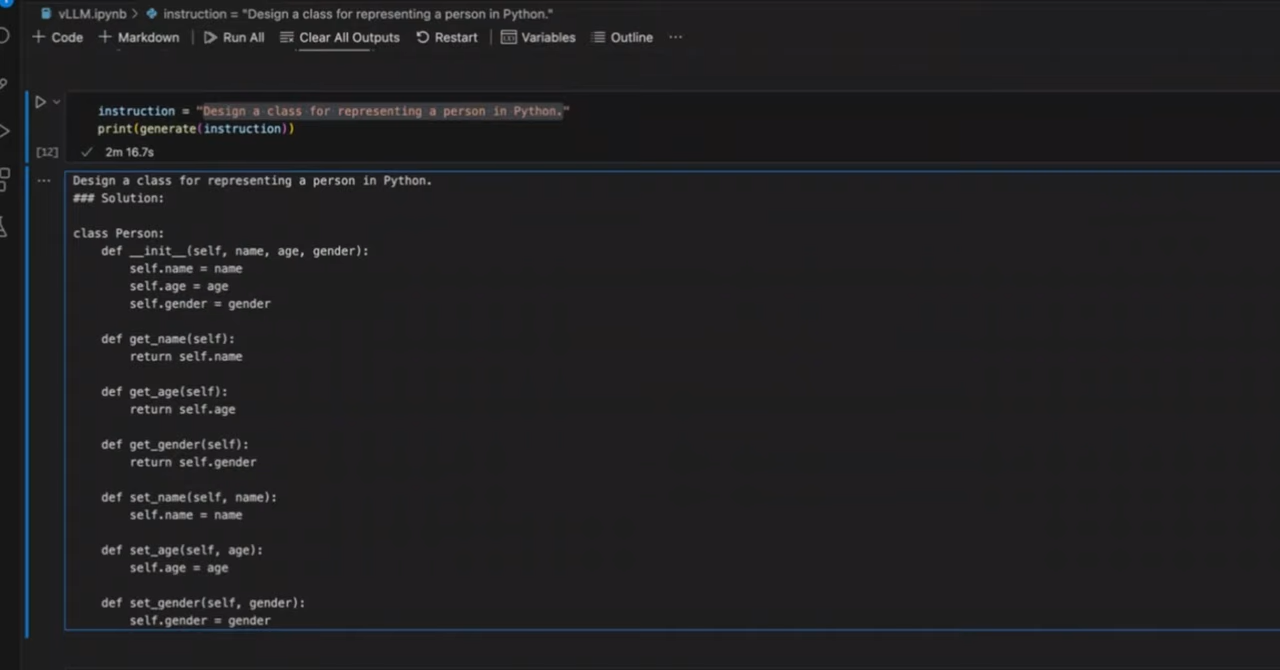 vLLM.ipynb > instruction = "Design a class for representing a person in Python."
+ Code + Markdown | Run All Clear All Outputs Restart | Variables Outline ...
instruction = "Design a class for representing a person in Python."
print(generate(instruction))
[12] ✓ 2m 16.7s
... Design a class for representing a person in Python.
### Solution:
class Person:
    def __init__(self, name, age, gender):
        self.name = name
        self.age = age
        self.gender = gender
    def get_name(self):
        return self.name
    def get_age(self):
        return self.age
    def get_gender(self):
        return self.gender
    def set_name(self, name):
        self.name = name
    def set_age(self, age):
        self.age = age
    def set_gender(self, gender):
        self.gender = gender